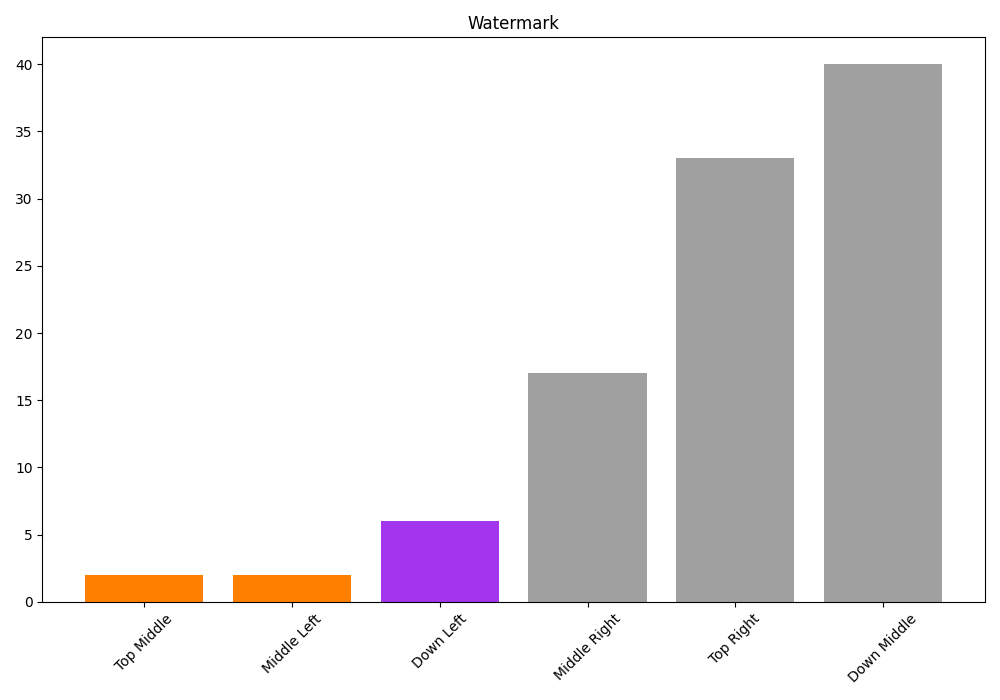 Watermark
40
35
30
25
20
15
10
5
0
Top Middle
Middle Left
Down Left
Middle Right
Top Right
Down Middle